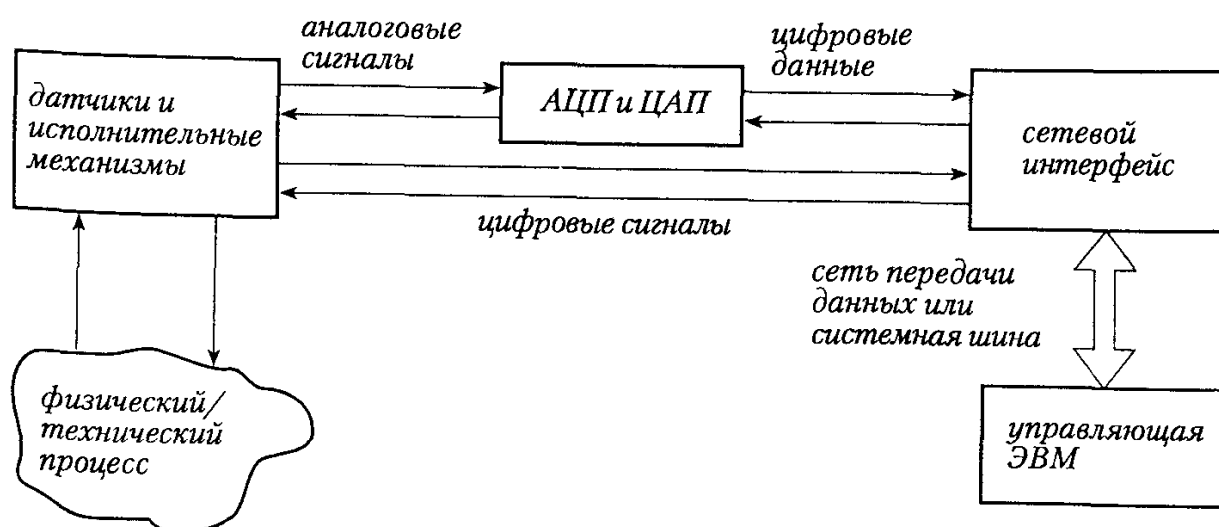 аналоговые
сигналы
цифровые
данные
датчики и
исполнительные
механизмы
АЦП и ЦАП
сетевой
интерфейс
цифровые сигналы
сеть передачи
данных или
системная шина
физический/
технический
процесс
управляющая
ЭВМ